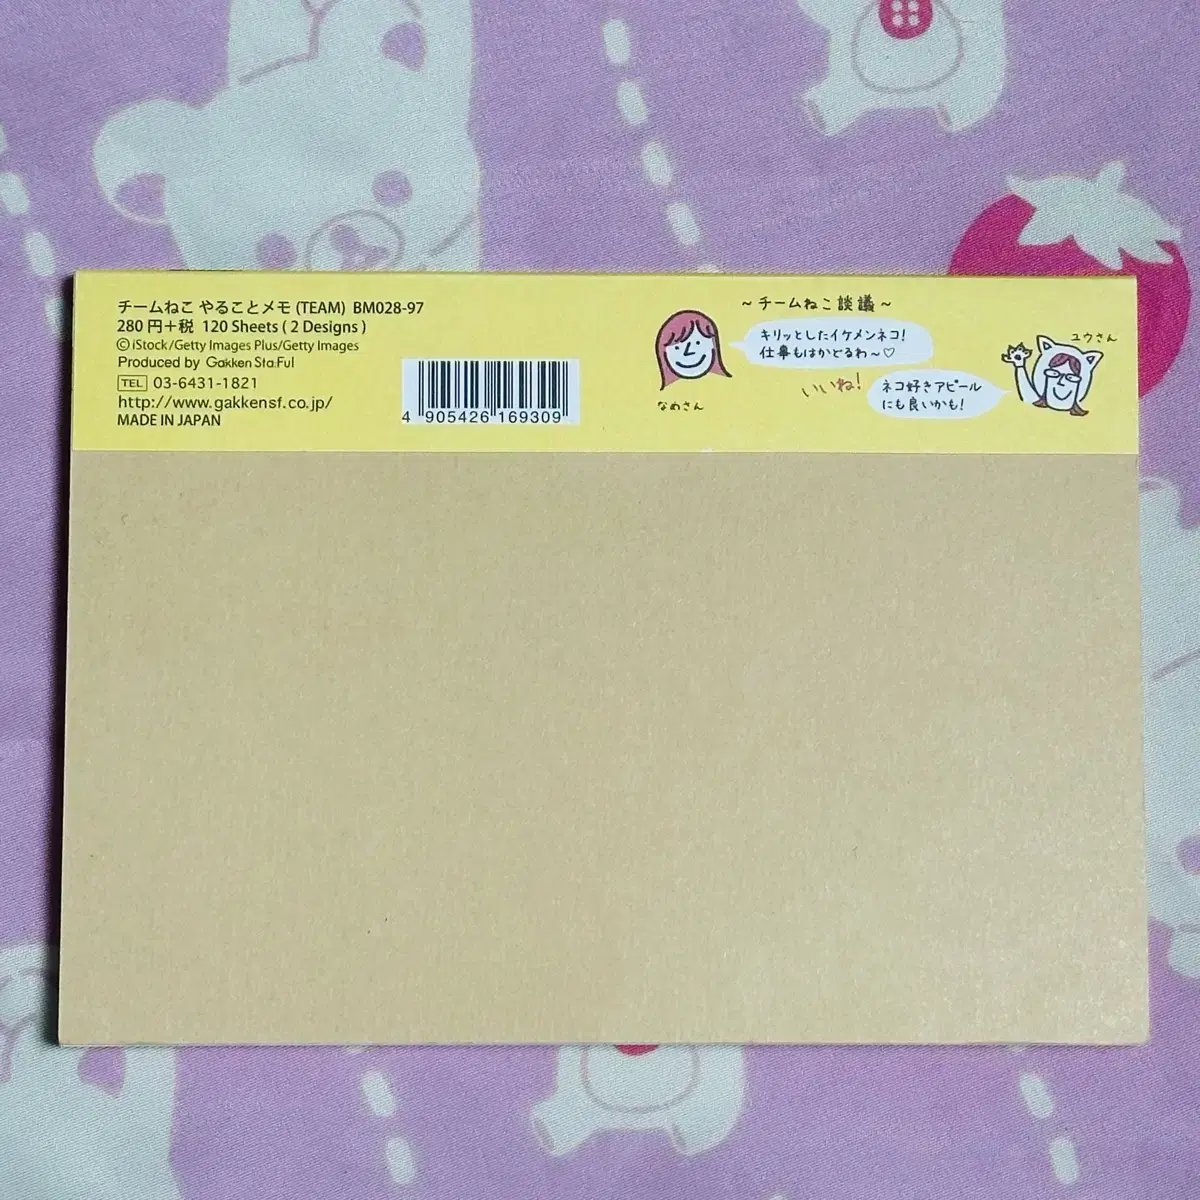 チームねこ やることメモ (TEAM) BM028-97
280 円+税 120 Sheets ( 2 Designs )
© iStock/Getty Images Plus/Getty Images
Produced by Gakken Sta:Ful
TEL 03-6431-1821
http://www.gakkensf.co.jp/
MADE IN JAPAN
4 905426 169309
~ チームねこ談議 ~
キリッとしたイケメンネコ!
仕事もはかどるわ~♡
なめさん
いいね!
ユウさん
ネコ好きアピール
にも良いかも!